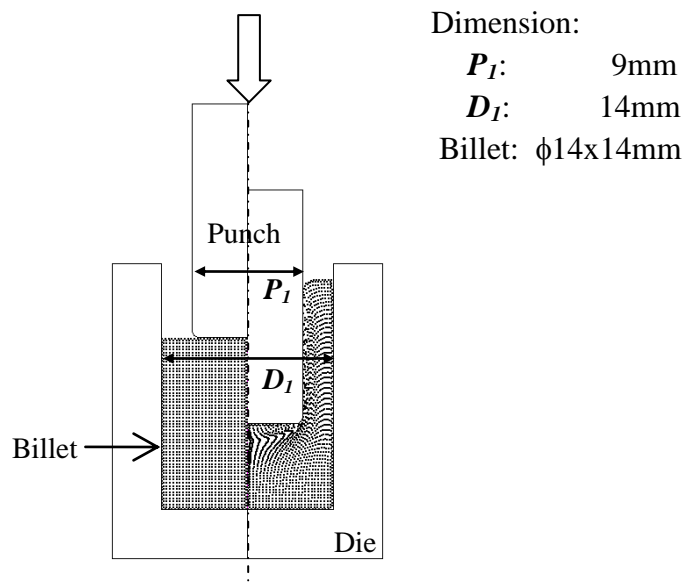 Dimension:
P1: 9mm
D1: 14mm
Billet: ϕ14x14mm
Punch
P1
D1
Billet
Die